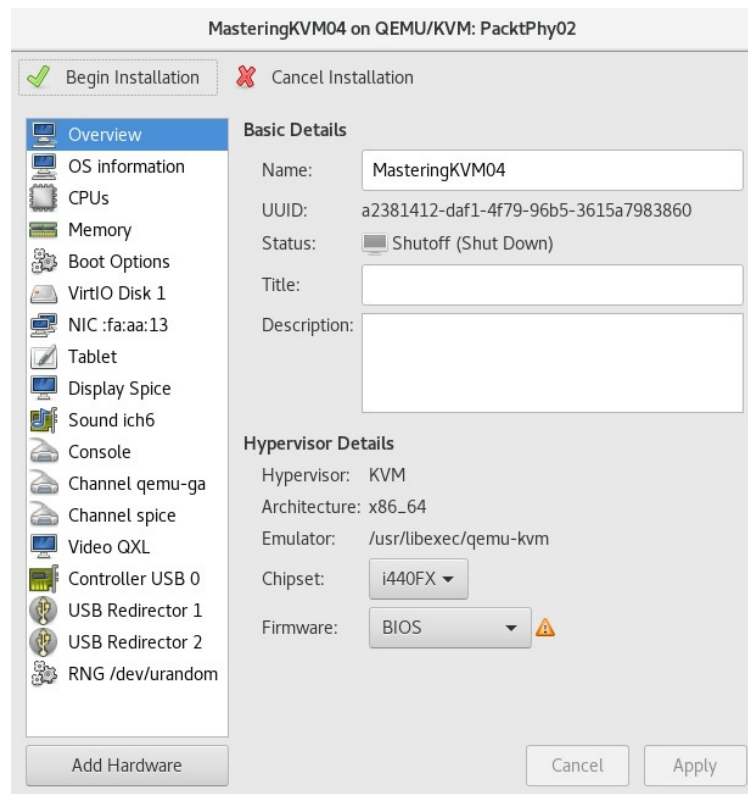 MasteringKVM04 on QEMU/KVM: PacktPhy02
Begin Installation
Cancel Installation
Overview
OS information
CPUs
Memory
Boot Options
VirtIO Disk 1
NIC :fa:aa:13
Tablet
Display Spice
Sound ich6
Console
Channel qemu-ga
Channel spice
Video QXL
Controller USB 0
USB Redirector 1
USB Redirector 2
RNG /dev/urandom
Add Hardware
Basic Details
Name: MasteringKVM04
UUID: a2381412-daf1-4f79-96b5-3615a7983860
Status: Shutoff (Shut Down)
Title:
Description:
Hypervisor Details
Hypervisor: KVM
Architecture: x86_64
Emulator: /usr/libexec/qemu-kvm
Chipset: i440FX
Firmware: BIOS
Cancel
Apply